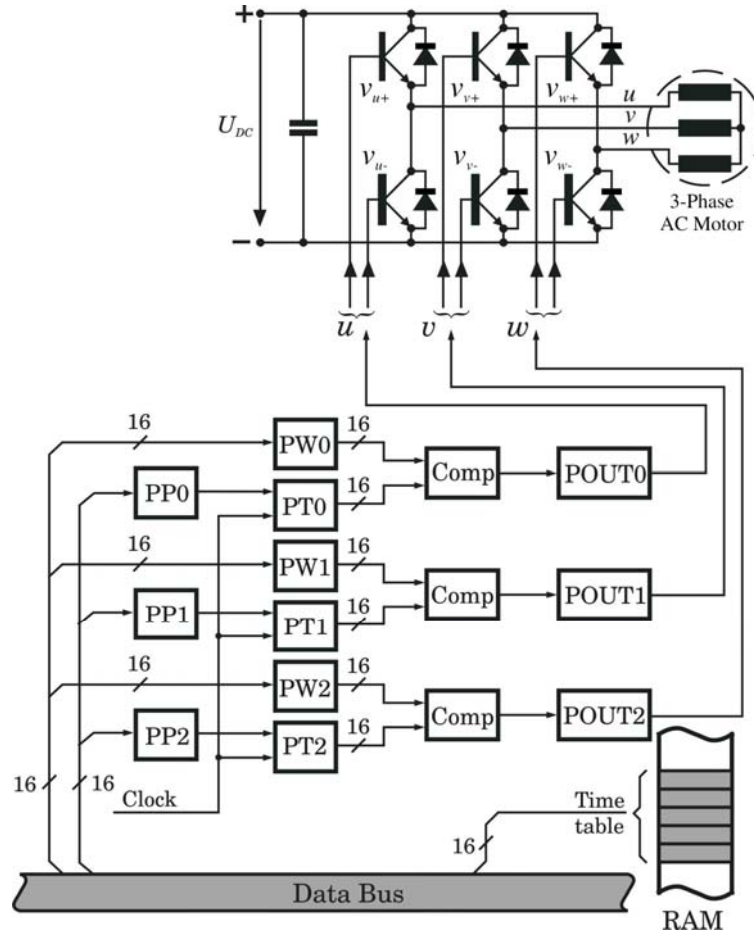 +
U_DC
−
v_u+
v_v+
v_w+
v_u-
v_v-
v_w-
u
v
w
3-Phase
AC Motor
u
v
w
16
PW0
16
Comp
POUT0
PP0
PT0
16
16
PW1
16
Comp
POUT1
PP1
PT1
16
16
PW2
16
Comp
POUT2
PP2
PT2
16
16
16
Clock
Time
table
16
Data Bus
RAM